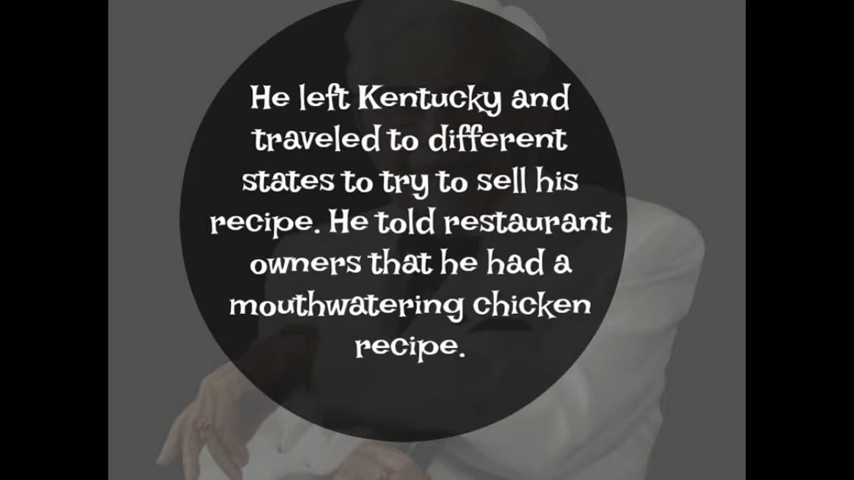 He left Kentucky and
traveled to different
states to try to sell his
recipe. He told restaurant
owners that he had a
mouthwatering chicken
recipe.